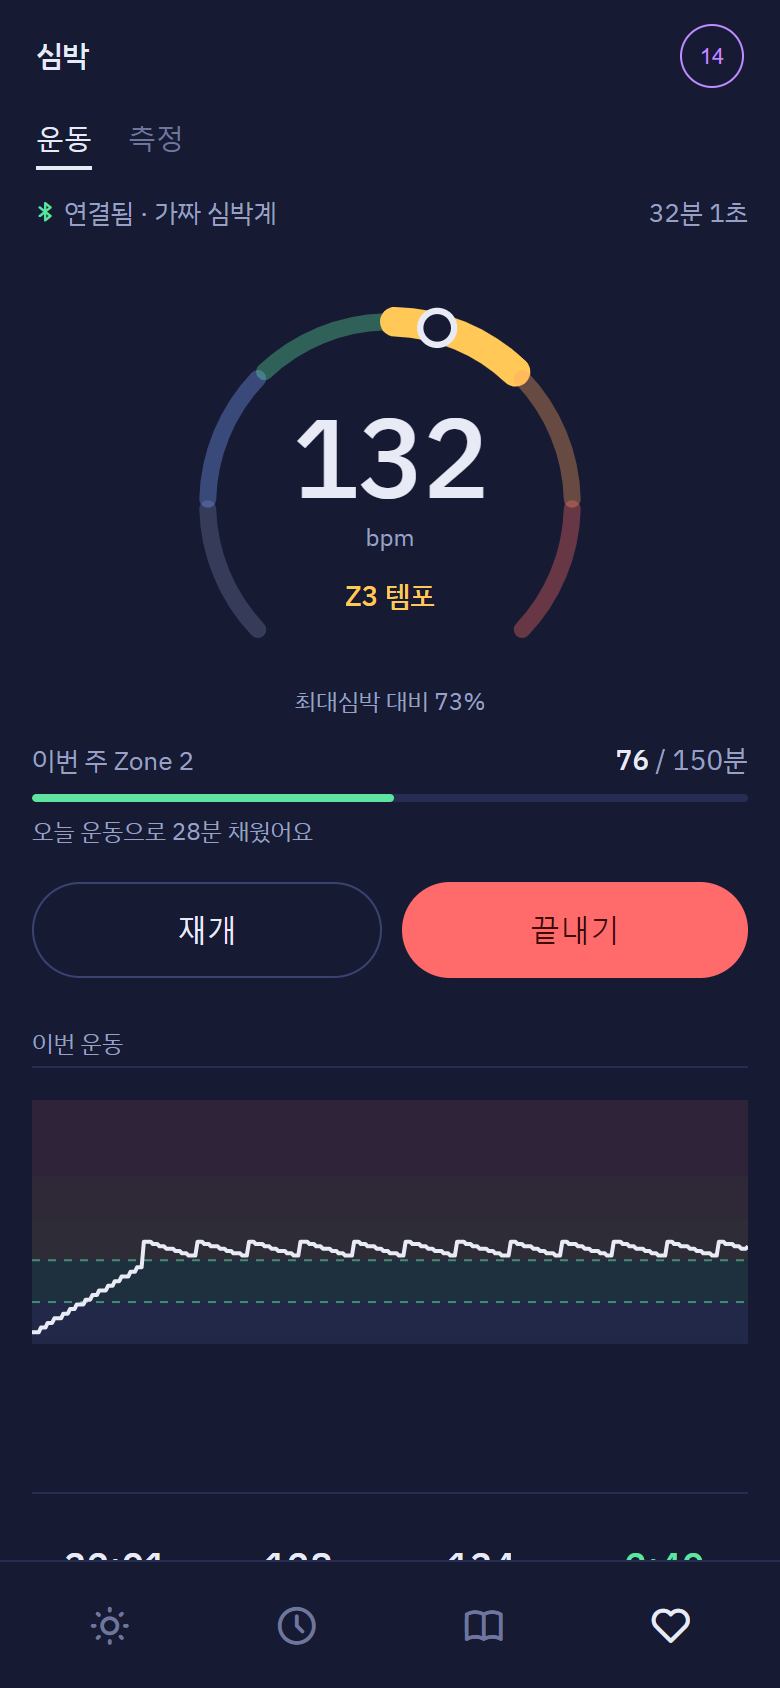 심박
14
운동 측정
연결됨 · 가짜 심박계 32분 1초
132
bpm
Z3 템포
최대심박 대비 73%
이번 주 Zone 2 76 / 150분
오늘 운동으로 28분 채웠어요
재개 끝내기
이번 운동